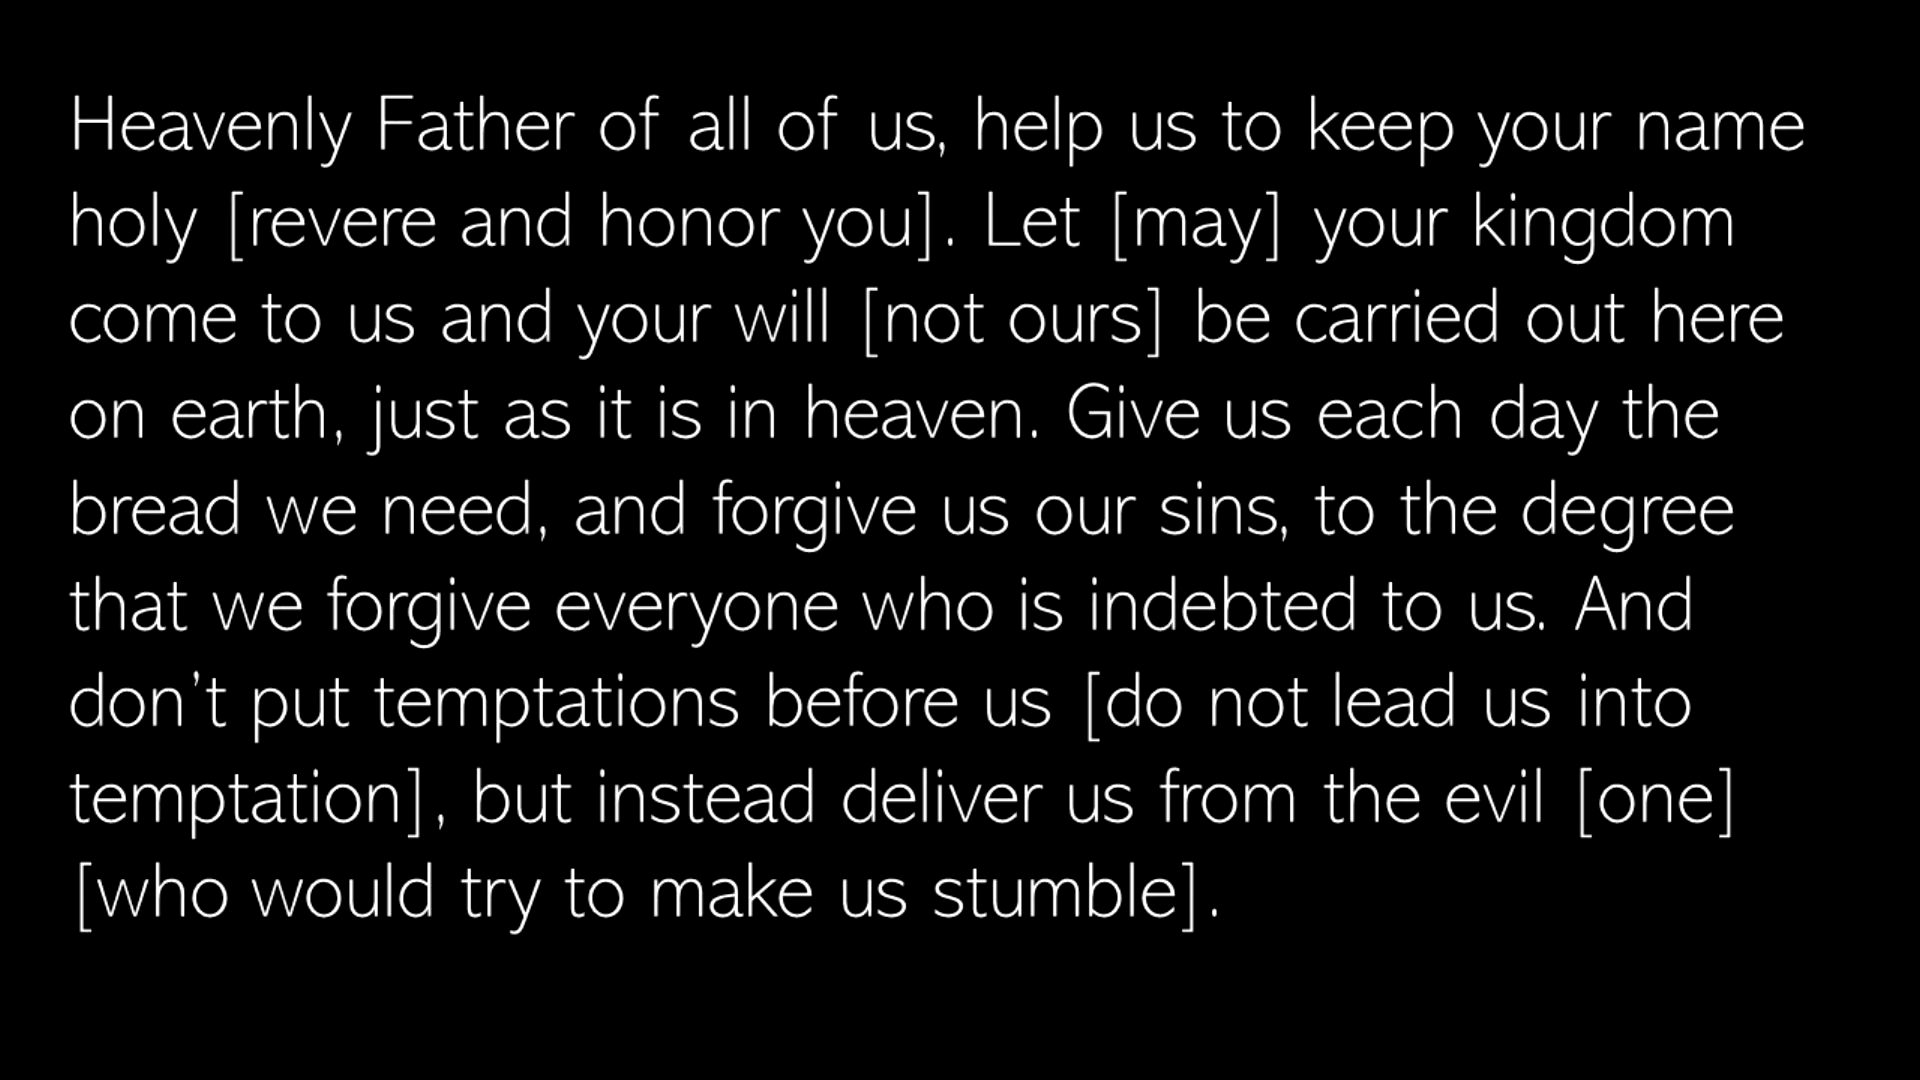 Heavenly Father of all of us, help us to keep your name
holy [revere and honor you]. Let [may] your kingdom
come to us and your will [not ours] be carried out here
on earth, just as it is in heaven. Give us each day the
bread we need, and forgive us our sins, to the degree
that we forgive everyone who is indebted to us. And
don't put temptations before us [do not lead us into
temptation], but instead deliver us from the evil [one]
[who would try to make us stumble].